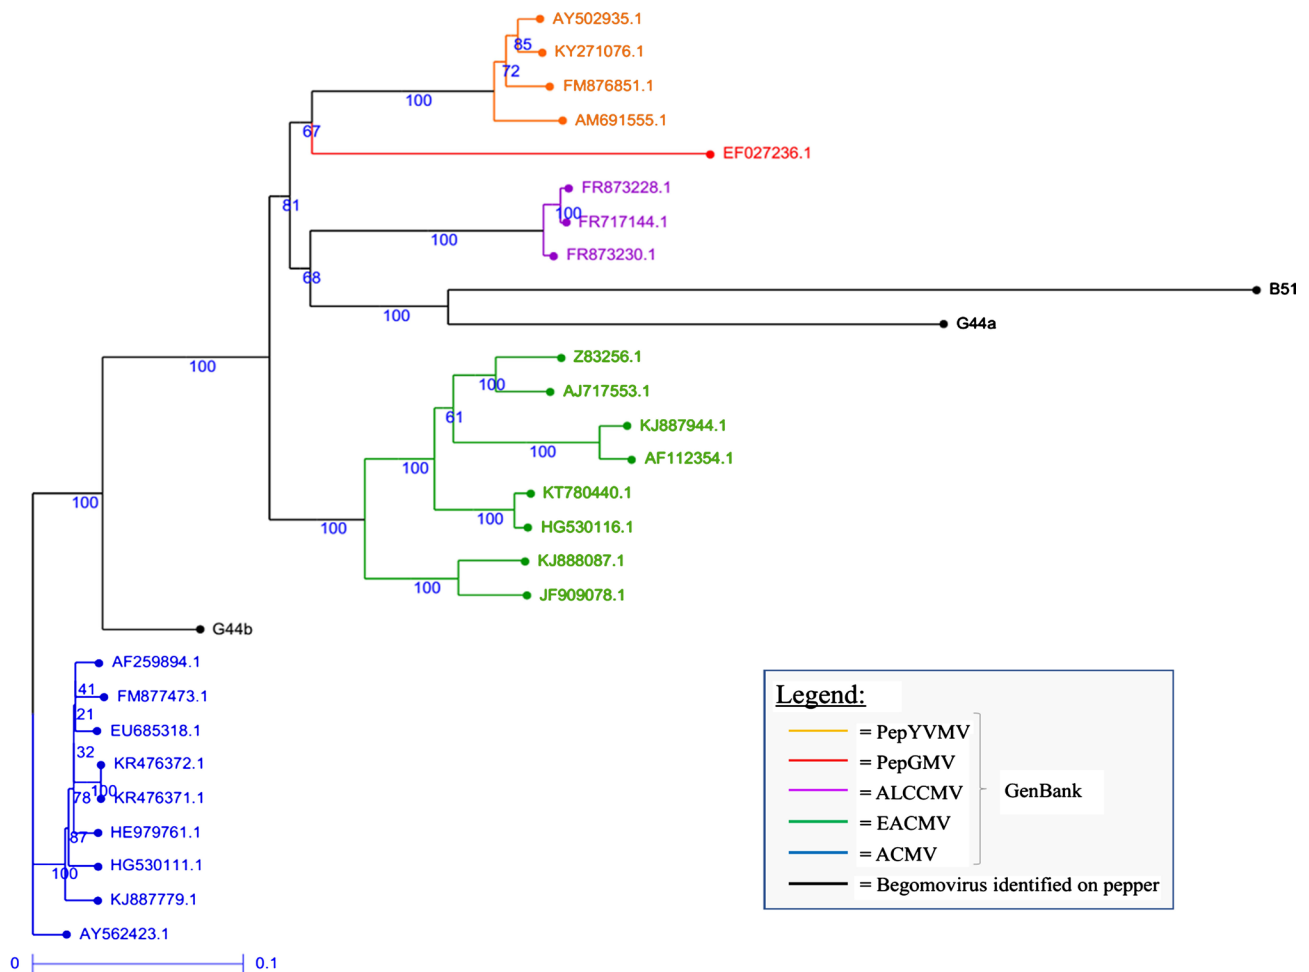 AY502935.1
85
KY271076.1
72
FM876851.1
100
AM691555.1
67
EF027236.1
FR873228.1
81
100
FR717144.1
100
FR873230.1
68
B51
100
G44a
Z83256.1
100
100
AJ717553.1
61
KJ887944.1
100
AF112354.1
100
KT780440.1
100
100
HG530116.1
100
KJ888087.1
100
JF909078.1
G44b
AF259894.1
41
FM877473.1
21
EU685318.1
32
KR476372.1
100
78
KR476371.1
87
HE979761.1
HG530111.1
100
KJ887779.1
AY562423.1
0 0.1
Legend:
= PepYVMV
= PepGMV
= ALCCMV
GenBank
= EACMV
= ACMV
= Begomovirus identified on pepper